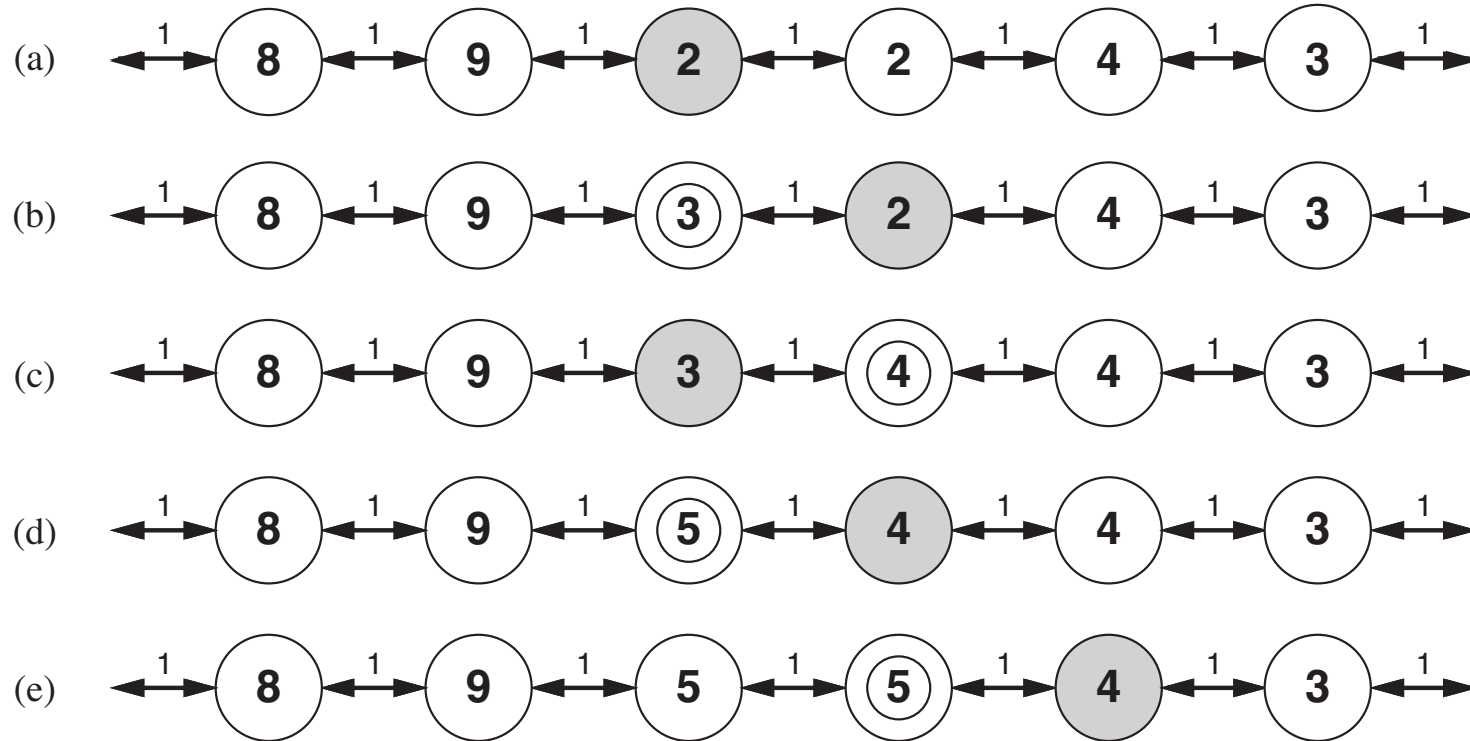 1 1 1 1 1 1 1
(a) 8 9 2 2 4 3
1 1 1 1 1 1 1
(b) 8 9 3 2 4 3
1 1 1 1 1 1 1
(c) 8 9 3 4 4 3
1 1 1 1 1 1 1
(d) 8 9 5 4 4 3
1 1 1 1 1 1 1
(e) 8 9 5 5 4 3